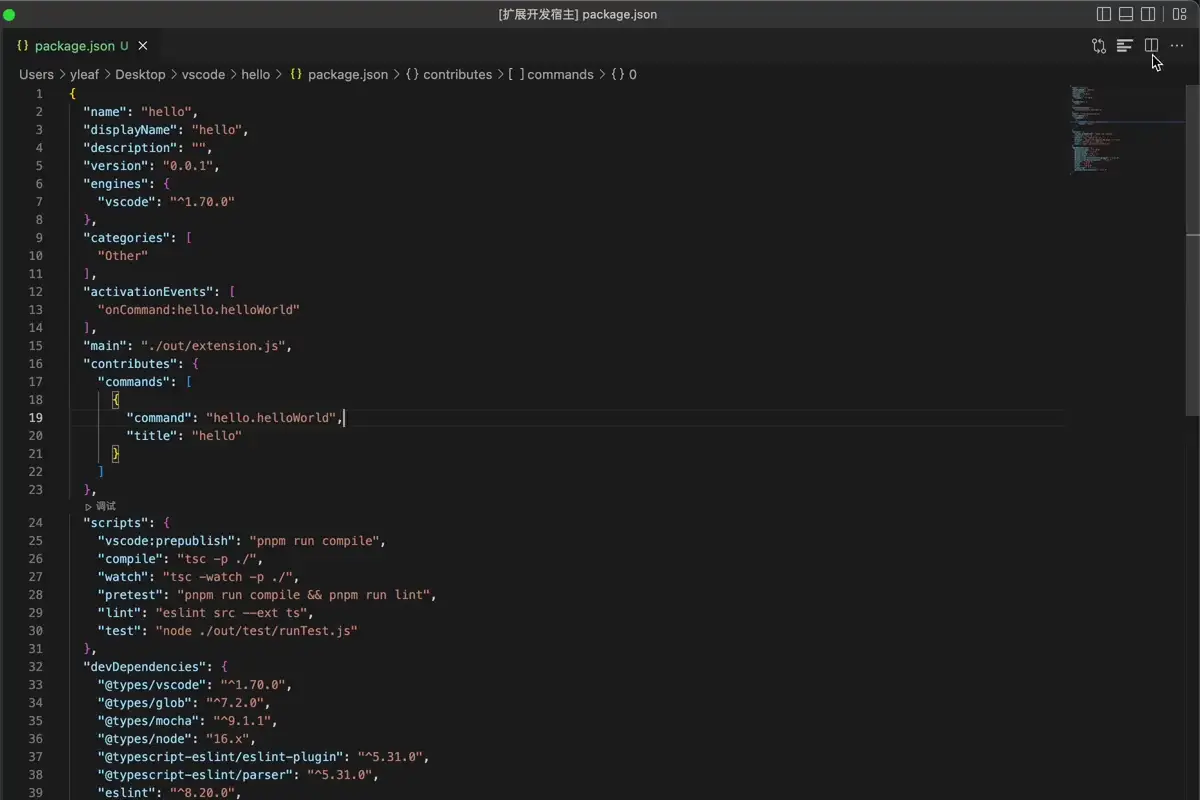 [扩展开发宿主] package.json
{} package.json U ×
Users > yleaf > Desktop > vscode > hello > {} package.json > {} contributes > [ ] commands > {} 0
1 {
2 "name": "hello",
3 "displayName": "hello",
4 "description": "",
5 "version": "0.0.1",
6 "engines": {
7 "vscode": "^1.70.0"
8 },
9 "categories": [
10 "Other"
11 ],
12 "activationEvents": [
13 "onCommand:hello.helloWorld"
14 ],
15 "main": "./out/extension.js",
16 "contributes": {
17 "commands": [
18 {
19 "command": "hello.helloWorld",
20 "title": "hello"
21 }
22 ]
23 },
▷ 调试
24 "scripts": {
25 "vscode:prepublish": "pnpm run compile",
26 "compile": "tsc -p ./",
27 "watch": "tsc -watch -p ./",
28 "pretest": "pnpm run compile && pnpm run lint",
29 "lint": "eslint src --ext ts",
30 "test": "node ./out/test/runTest.js"
31 },
32 "devDependencies": {
33 "@types/vscode": "^1.70.0",
34 "@types/glob": "^7.2.0",
35 "@types/mocha": "^9.1.1",
36 "@types/node": "16.x",
37 "@typescript-eslint/eslint-plugin": "^5.31.0",
38 "@typescript-eslint/parser": "^5.31.0",
39 "eslint": "^8.20.0",